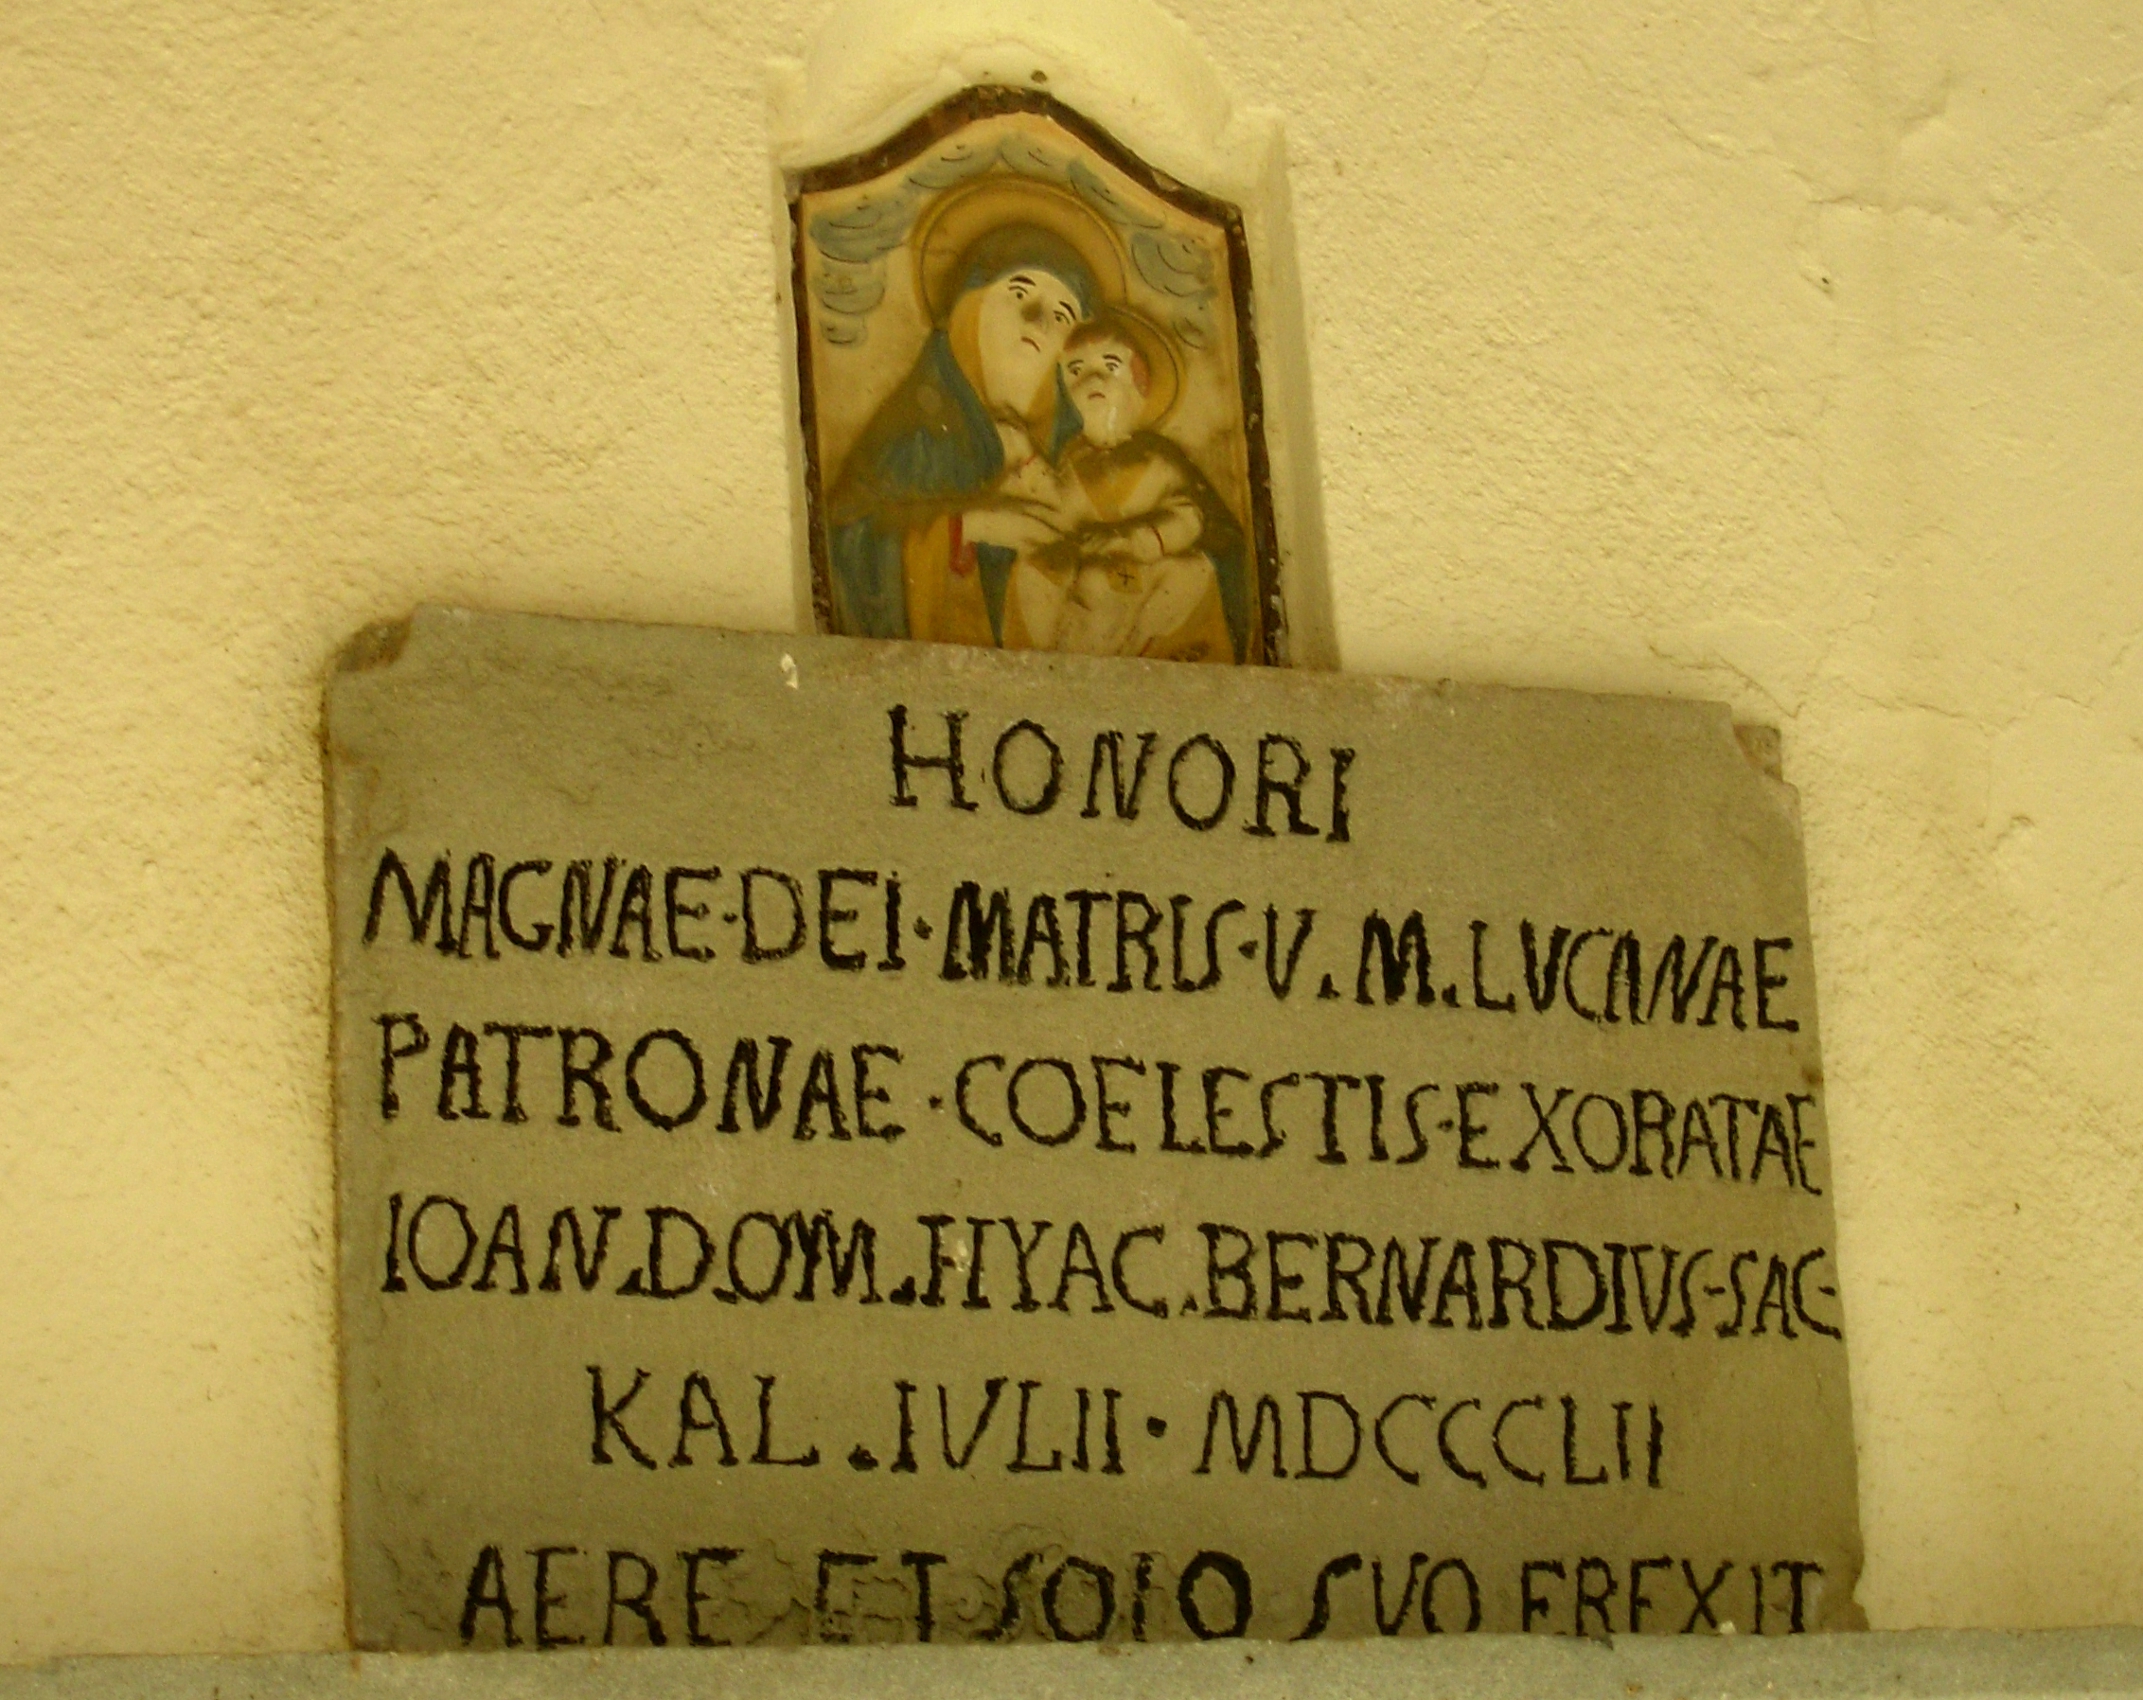 HONORI
MAGNAE·DEI·MATRIS·V.M.LVCANAE
PATRONAE·COELESTIS·EXORATAE
IOAN.DOM.HYAC.BERNARDIVS-SAC-
KAL.IVLII·MDCCCLII
AERE ET SOLO SVO EREXIT